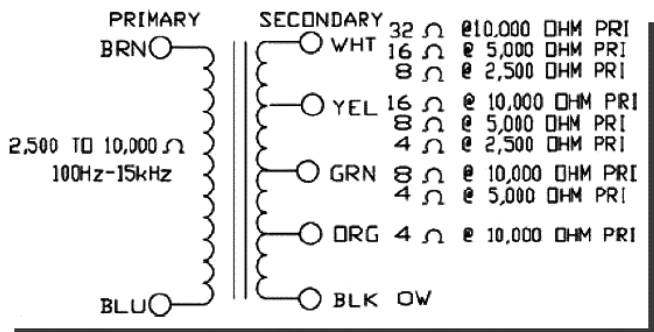 PRIMARY SECONDARY
BRN WHT 32 Ω @10,000 OHM PRI
16 Ω @ 5,000 OHM PRI
8 Ω @ 2,500 OHM PRI
YEL 16 Ω @ 10,000 OHM PRI
8 Ω @ 5,000 OHM PRI
4 Ω @ 2,500 OHM PRI
2,500 TO 10,000 Ω
100Hz-15kHz
GRN 8 Ω @ 10,000 OHM PRI
4 Ω @ 5,000 OHM PRI
ORG 4 Ω @ 10,000 OHM PRI
BLU BLK OW